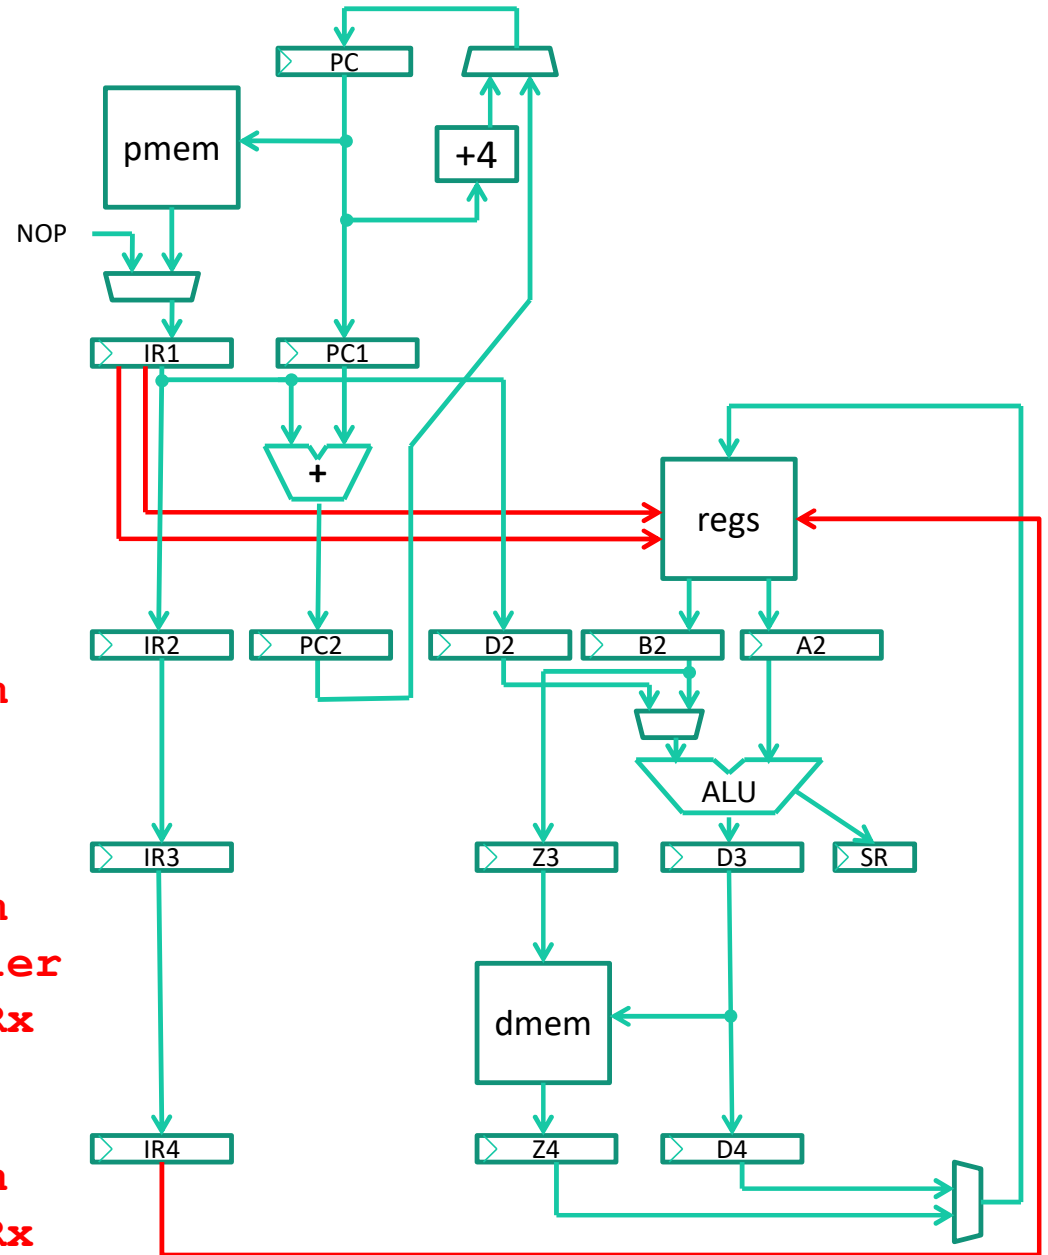 PC
pmem
+4
NOP
IR1
PC1
+
regs
IR2
PC2
D2
B2
A2
ALU
IR3
Z3
D3
SR
dmem
IR4
Z4
D4